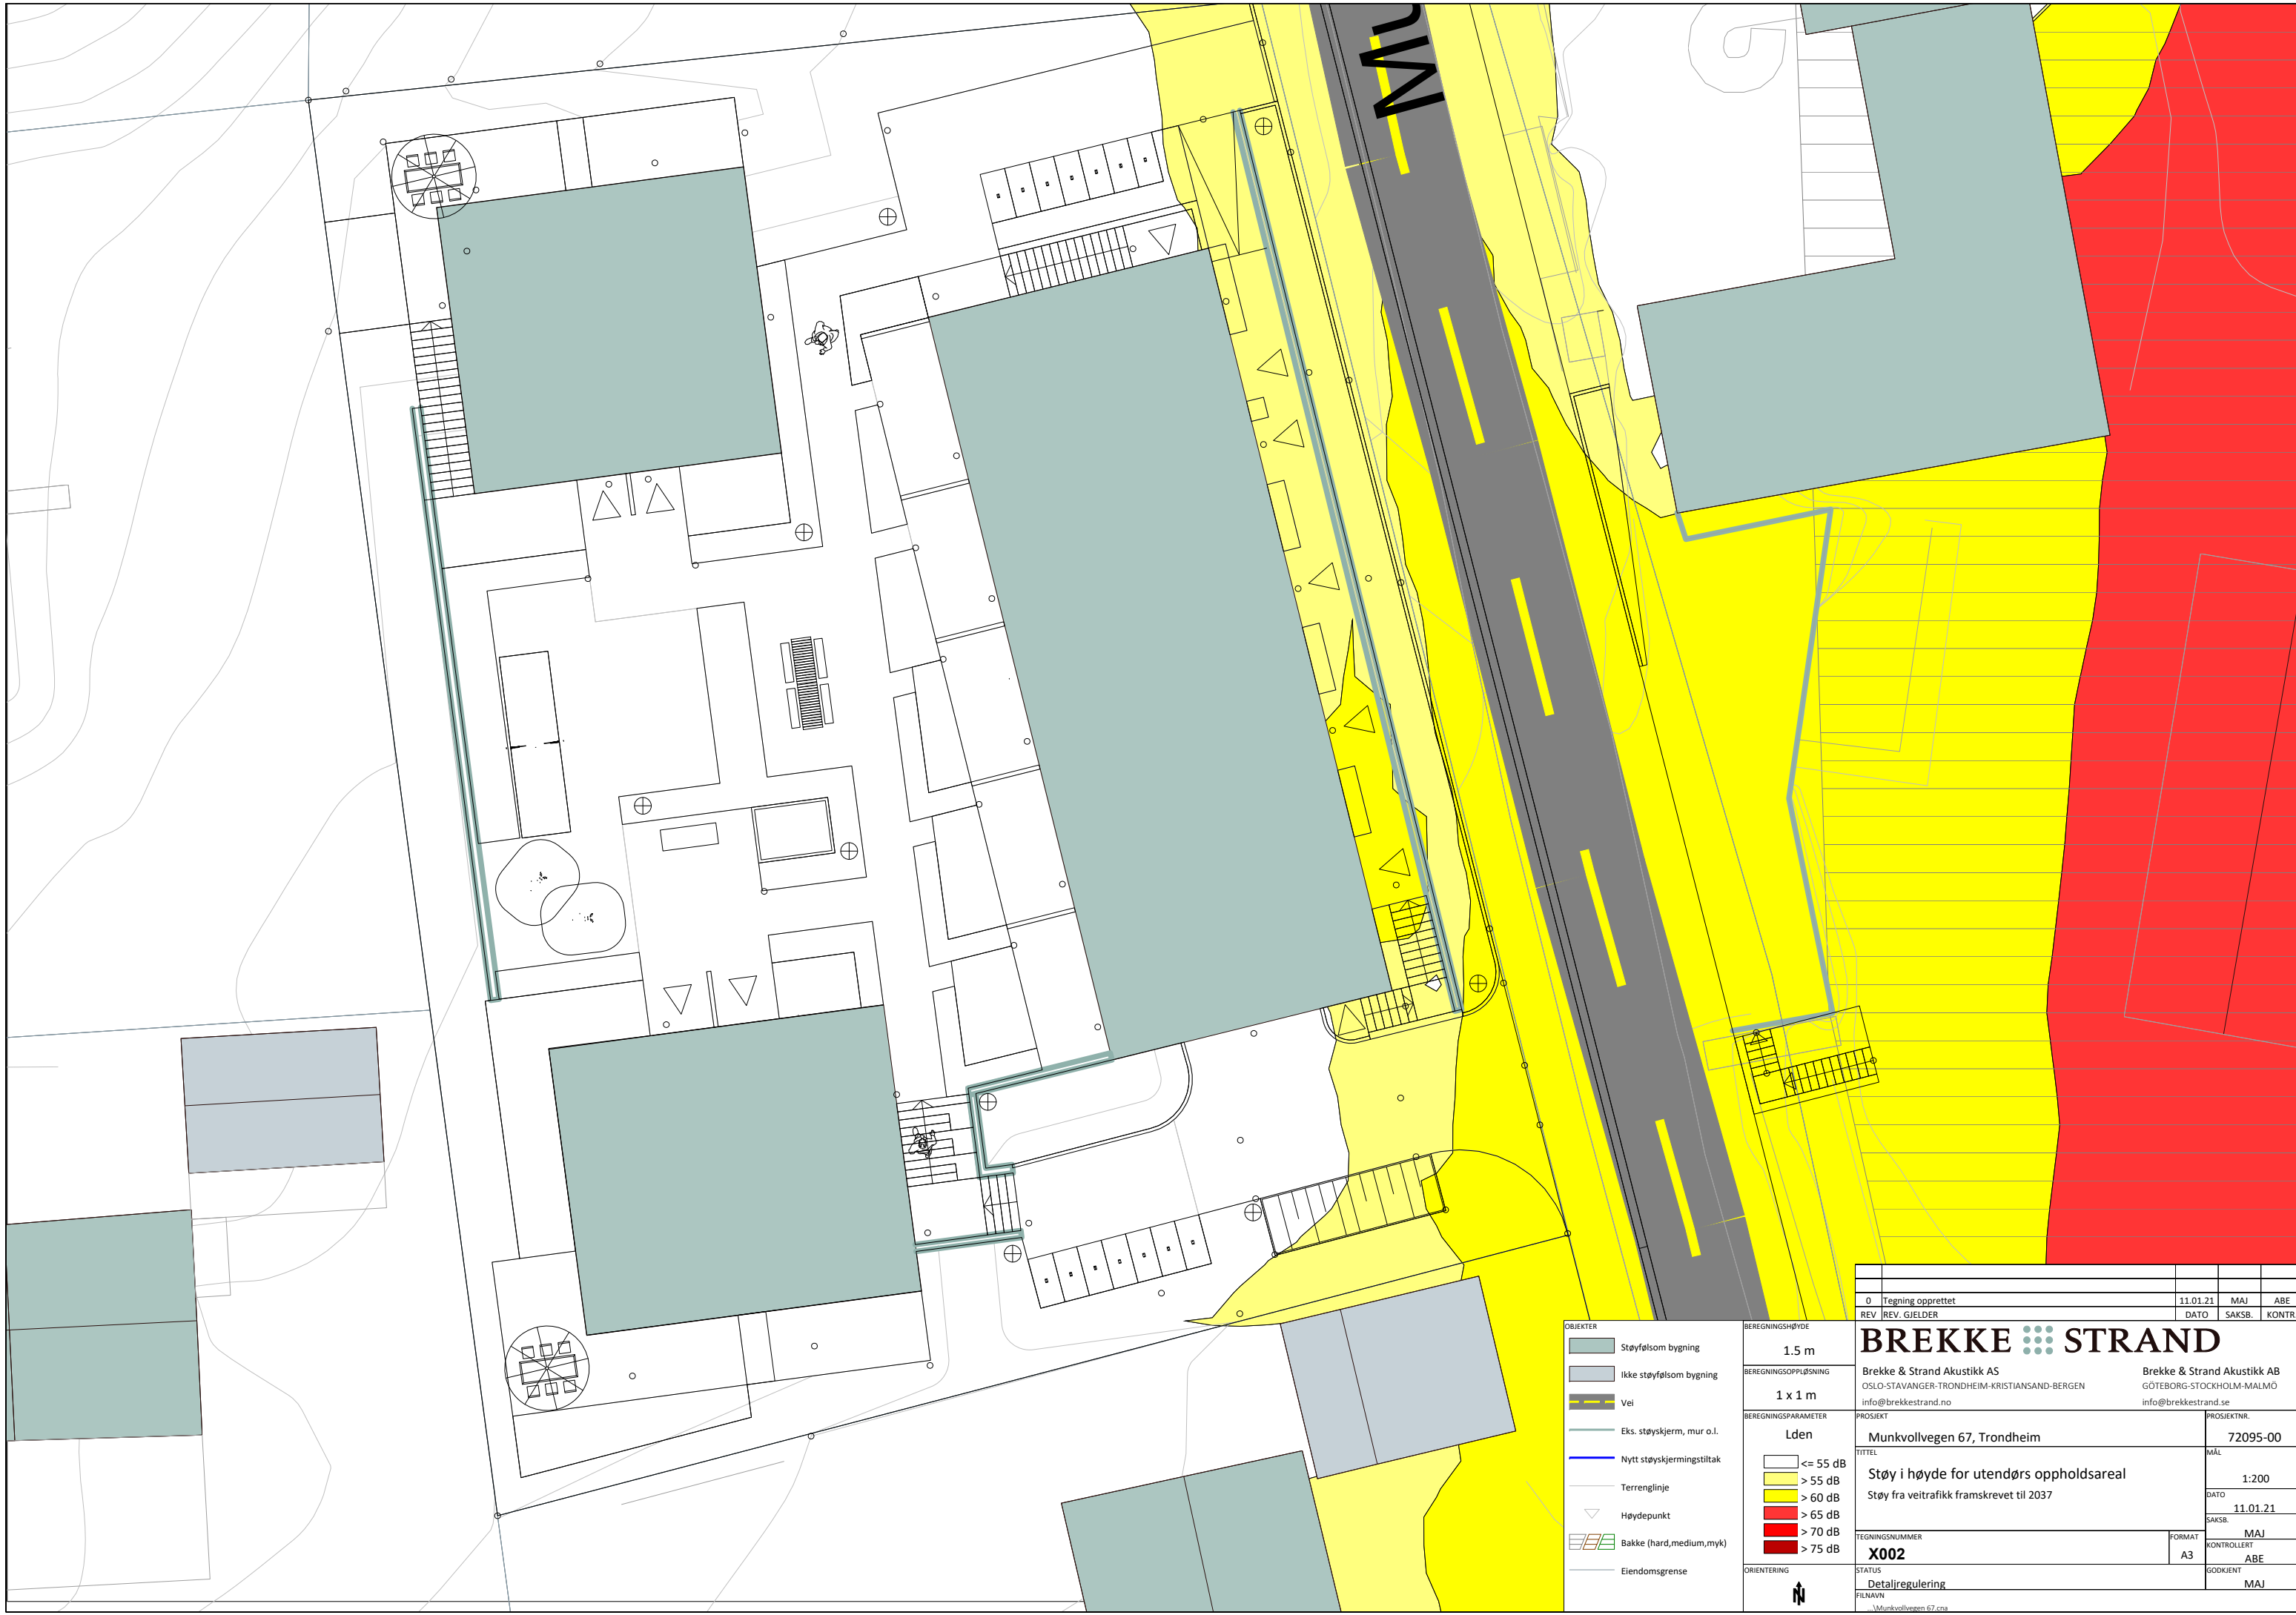 MU
0 Tegning opprettet 11.01.21 MAJ ABE
REV REV. GJELDER DATO SAKSB. KONTR
OBJEKTER
Støyfølsom bygning
Ikke støyfølsom bygning
Vei
Eks. støyskjerm, mur o.l.
Nytt støyskjermingstiltak
Terrenglinje
Høydepunkt
Bakke (hard,medium,myk)
Eiendomsgrense
BEREGNINGSHØYDE
1.5 m
BEREGNINGSOPPLØSNING
1 x 1 m
BEREGNINGSPARAMETER
Lden
<= 55 dB
> 55 dB
> 60 dB
> 65 dB
> 70 dB
> 75 dB
ORIENTERING
N
BREKKE STRAND
Brekke & Strand Akustikk AS
OSLO-STAVANGER-TRONDHEIM-KRISTIANSAND-BERGEN
info@brekkestrand.no
Brekke & Strand Akustikk AB
GÖTEBORG-STOCKHOLM-MALMÖ
info@brekkestrand.se
PROSJEKT
Munkvollvegen 67, Trondheim
PROSJEKTNR.
72095-00
TITTEL
Støy i høyde for utendørs oppholdsareal
Støy fra veitrafikk framskrevet til 2037
MÅL
1:200
DATO
11.01.21
SAKSB.
MAJ
TEGNINGSNUMMER
X002
FORMAT
A3
KONTROLLERT
ABE
STATUS
Detaljregulering
GODKJENT
MAJ
FILNAVN
...\Munkvollvegen 67.cna